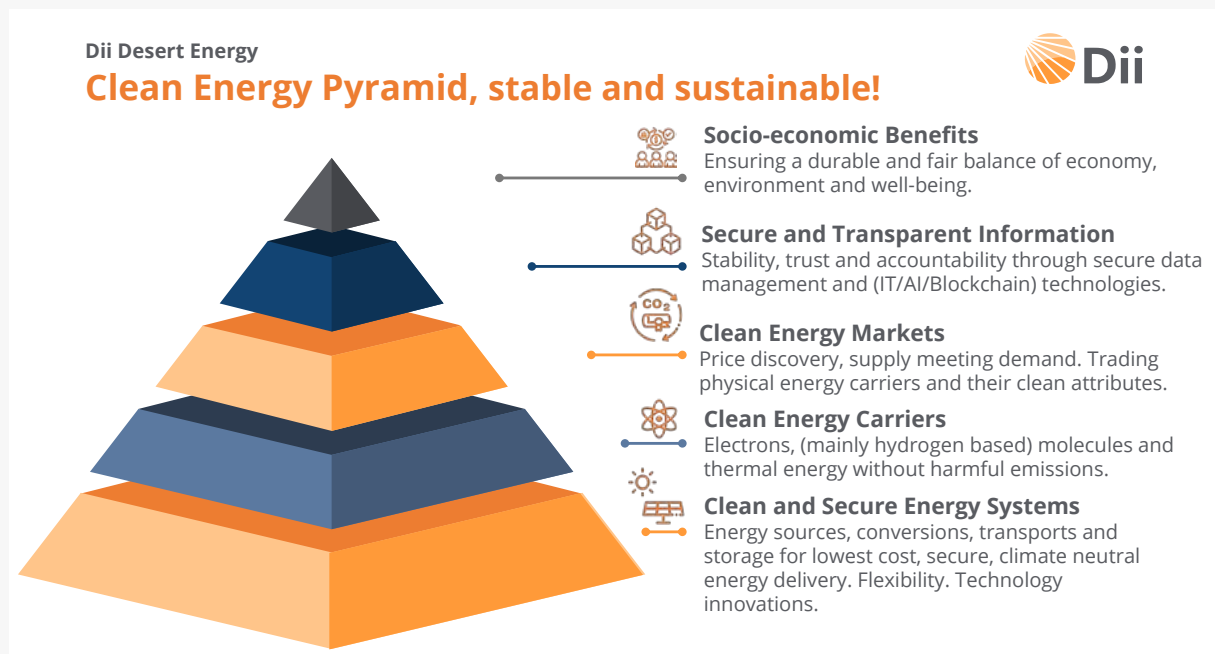 Dii Desert Energy
Clean Energy Pyramid, stable and sustainable!
Dii
Socio-economic Benefits
Ensuring a durable and fair balance of economy,
environment and well-being.
Secure and Transparent Information
Stability, trust and accountability through secure data
management and (IT/AI/Blockchain) technologies.
CO2
Clean Energy Markets
Price discovery, supply meeting demand. Trading
physical energy carriers and their clean attributes.
Clean Energy Carriers
Electrons, (mainly hydrogen based) molecules and
thermal energy without harmful emissions.
Clean and Secure Energy Systems
Energy sources, conversions, transports and
storage for lowest cost, secure, climate neutral
energy delivery. Flexibility. Technology
innovations.